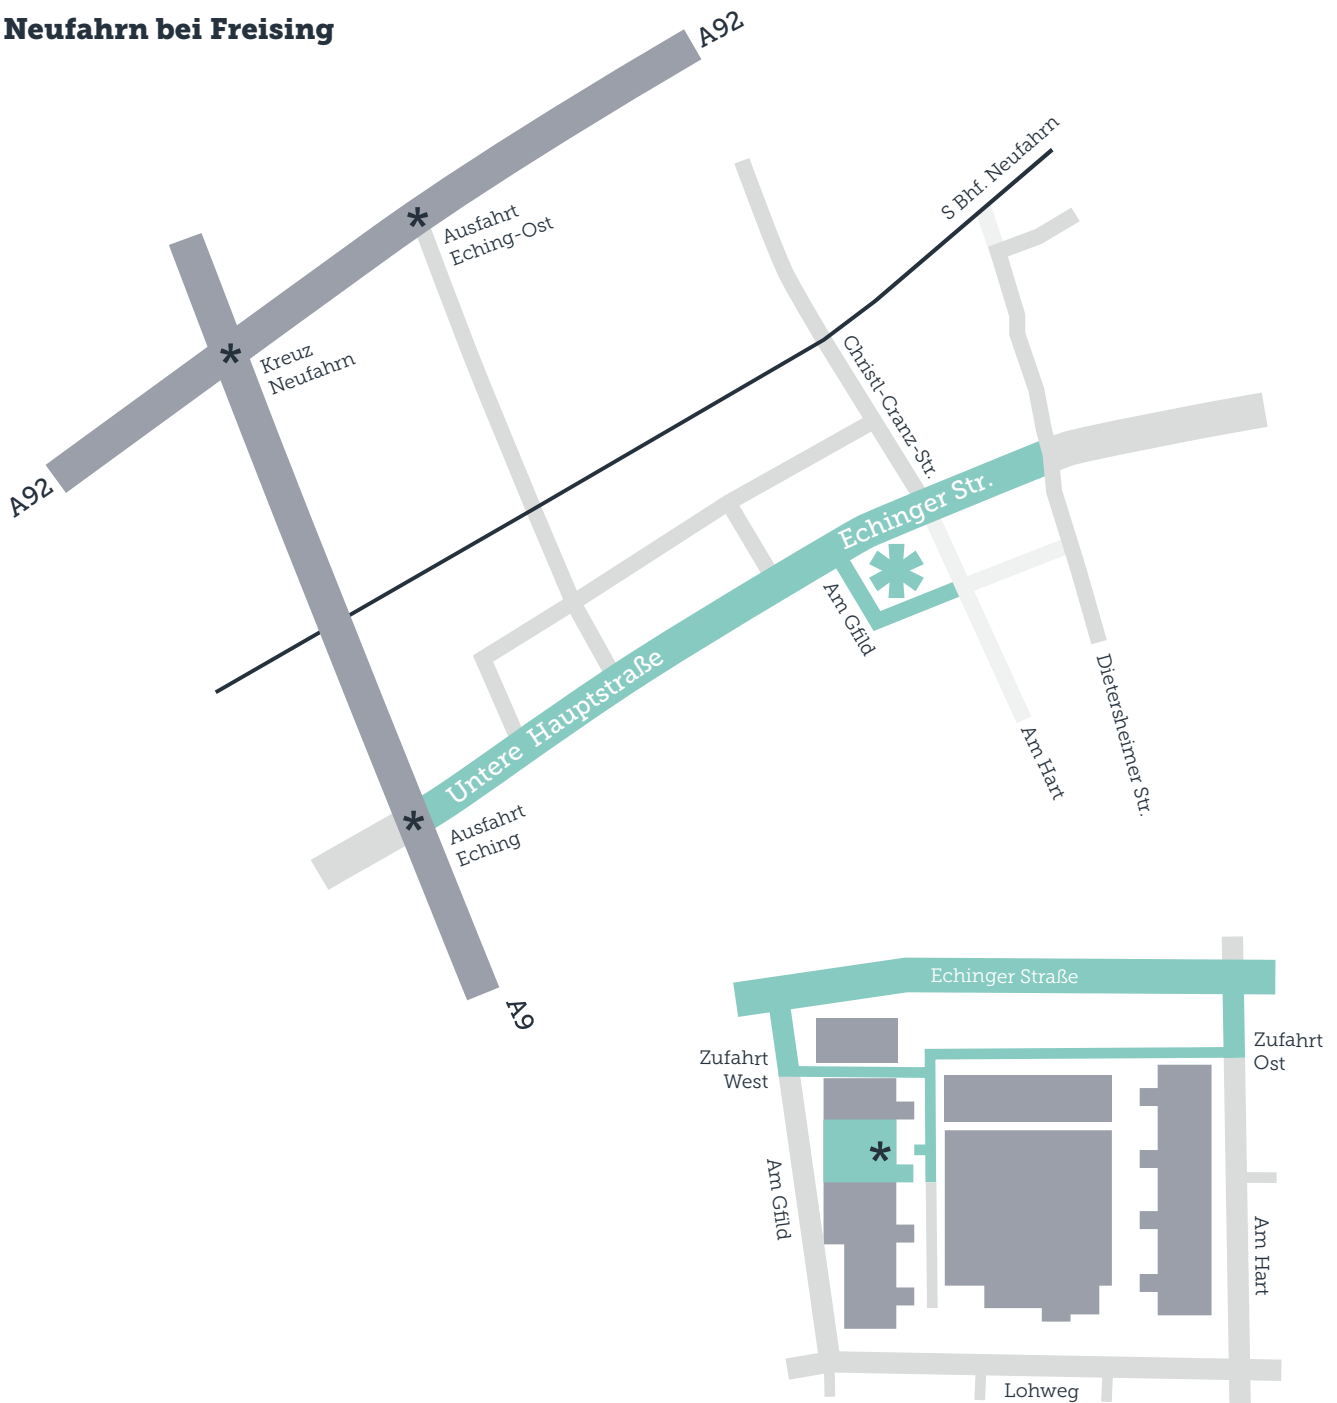 Neufahrn bei Freising
A92
S Bhf. Neufahrn
Ausfahrt
Eching-Ost
Kreuz
Neufahrn
Christl-Cranz-Str.
A92
Echinger Str.
Am Gfild
Untere Hauptstraße
Dietersheimer Str.
Am Hart
Ausfahrt
Eching
A9
Echinger Straße
Zufahrt
West
Zufahrt
Ost
Am Gfild
Am Hart
Lohweg